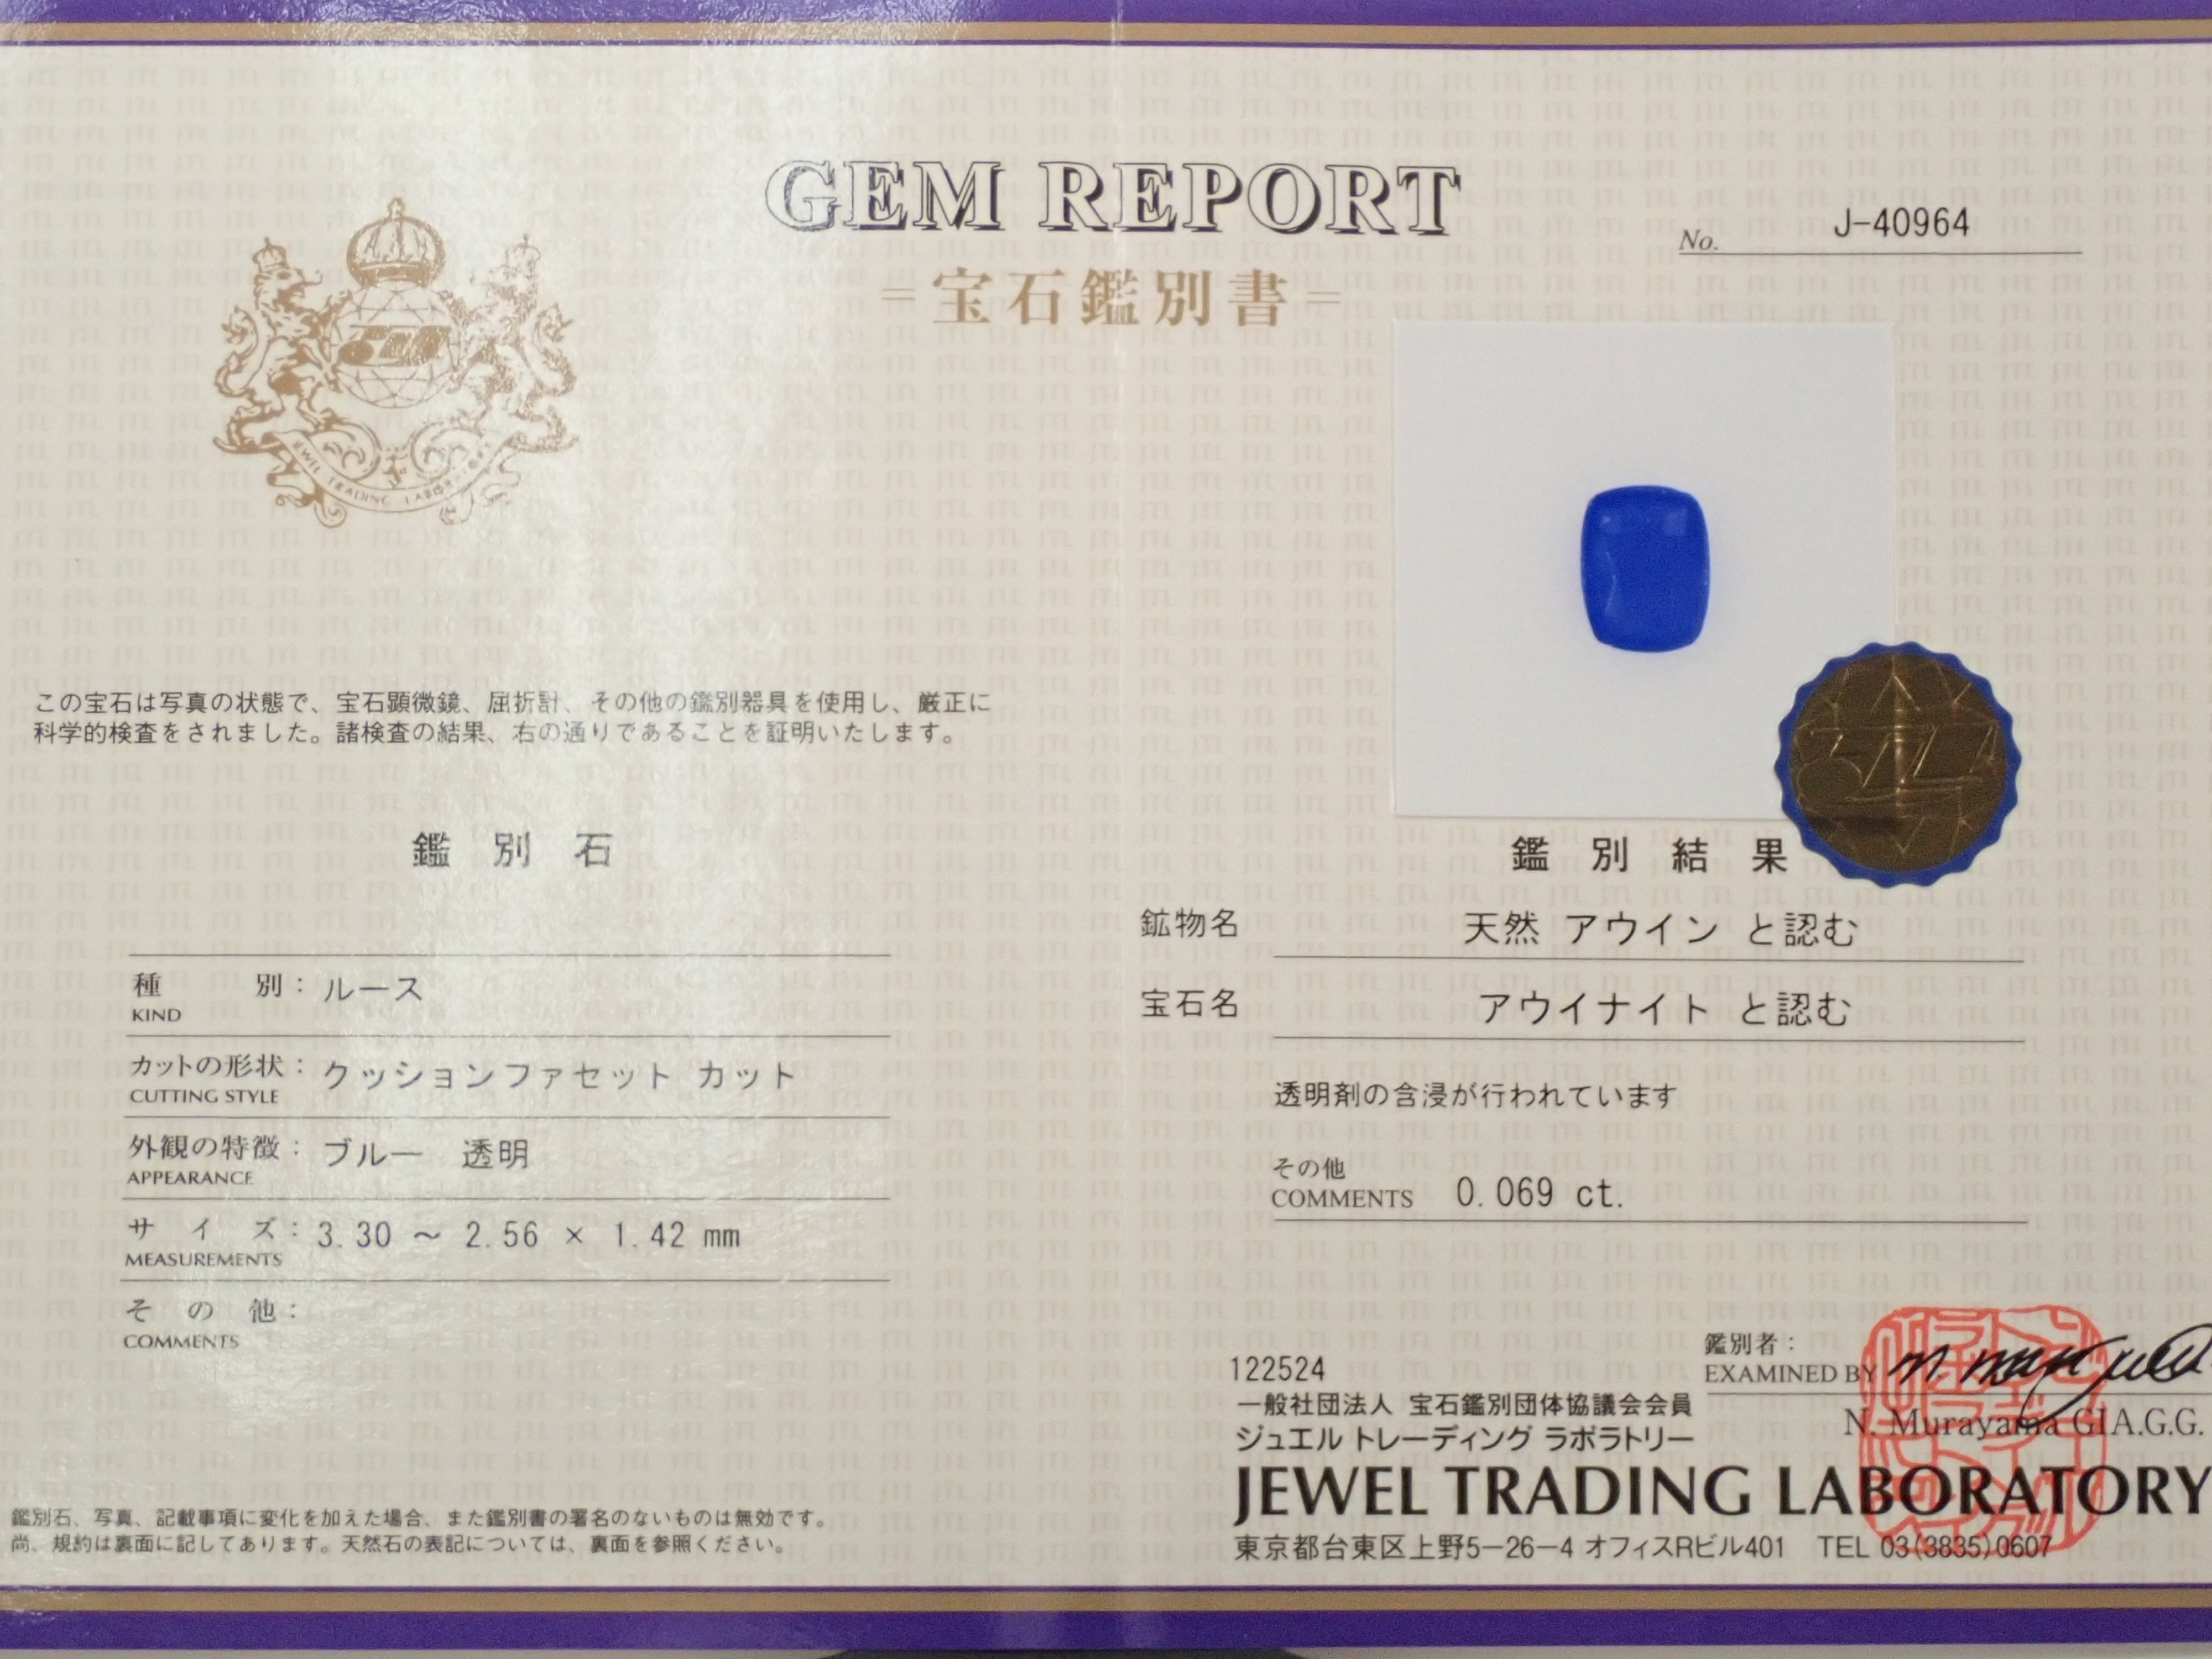 GEM REPORT
=宝石鑑別書=
No. J-40964
JEWEL TRADING LABORATORY
この宝石は写真の状態で、宝石顕微鏡、屈折計、その他の鑑別器具を使用し、厳正に
科学的検査をされました。諸検査の結果、右の通りであることを証明いたします。
鑑別石
種別：ルース
KIND
カットの形状：クッションファセット カット
CUTTING STYLE
外観の特徴：ブルー 透明
APPEARANCE
サイズ：3.30 ～ 2.56 × 1.42 mm
MEASUREMENTS
その他：
COMMENTS
鑑別石、写真、記載事項に変化を加えた場合、また鑑別書の署名のないものは無効です。
尚、規約は裏面に記してあります。天然石の表記については、裏面を参照ください。
鑑別結果
鉱物名 天然 アウイン と認む
宝石名 アウイナイト と認む
透明剤の含浸が行われています
その他
COMMENTS 0.069 ct.
122524
鑑別者：
EXAMINED BY
N. Murayama GIA.G.G.
一般社団法人 宝石鑑別団体協議会会員
ジュエル トレーディング ラボラトリー
JEWEL TRADING LABORATORY
東京都台東区上野5－26－4 オフィスRビル401 TEL 03(3835)0607